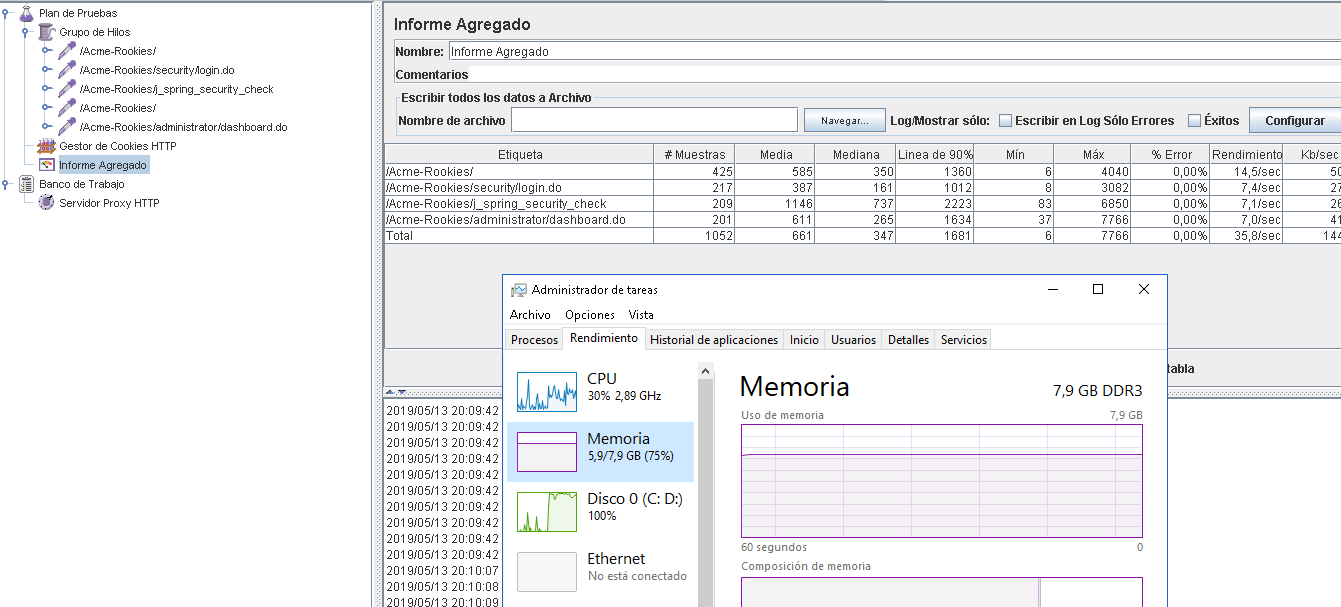 Plan de Pruebas
Grupo de Hilos
/Acme-Rookies/
/Acme-Rookies/security/login.do
/Acme-Rookies/j_spring_security_check
/Acme-Rookies/
/Acme-Rookies/administrator/dashboard.do
Gestor de Cookies HTTP
Informe Agregado
Banco de Trabajo
Servidor Proxy HTTP
Informe Agregado
Nombre: Informe Agregado
Comentarios
Escribir todos los datos a Archivo
Nombre de archivo Navegar... Log/Mostrar sólo: Escribir en Log Sólo Errores Éxitos Configurar
Etiqueta # Muestras Media Mediana Linea de 90% Mín Máx % Error Rendimiento Kb/sec
/Acme-Rookies/ 425 585 350 1360 6 4040 0,00% 14,5/sec 50
/Acme-Rookies/security/login.do 217 387 161 1012 8 3082 0,00% 7,4/sec 27
/Acme-Rookies/j_spring_security_check 209 1146 737 2223 83 6850 0,00% 7,1/sec 26
/Acme-Rookies/administrator/dashboard.do 201 611 265 1634 37 7766 0,00% 7,0/sec 41
Total 1052 661 347 1681 6 7766 0,00% 35,8/sec 144
tabla
2019/05/13 20:09:42
2019/05/13 20:09:42
2019/05/13 20:09:42
2019/05/13 20:09:42
2019/05/13 20:09:42
2019/05/13 20:09:42
2019/05/13 20:09:42
2019/05/13 20:09:42
2019/05/13 20:09:42
2019/05/13 20:09:42
2019/05/13 20:10:07
2019/05/13 20:10:08
2019/05/13 20:10:09
Administrador de tareas
Archivo Opciones Vista
Procesos Rendimiento Historial de aplicaciones Inicio Usuarios Detalles Servicios
CPU
30% 2,89 GHz
Memoria
5,9/7,9 GB (75%)
Disco 0 (C: D:)
100%
Ethernet
No está conectado
Memoria 7,9 GB DDR3
Uso de memoria 7,9 GB
60 segundos 0
Composición de memoria